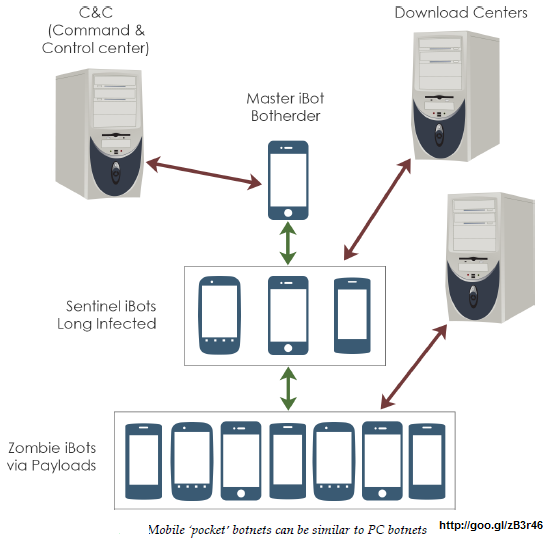 C&C
(Command &
Control center)
Download Centers
Master iBot
Botherder
Sentinel iBots
Long Infected
Zombie iBots
via Payloads
Mobile 'pocket' botnets can be similar to PC botnets
http://goo.gl/zB3r46